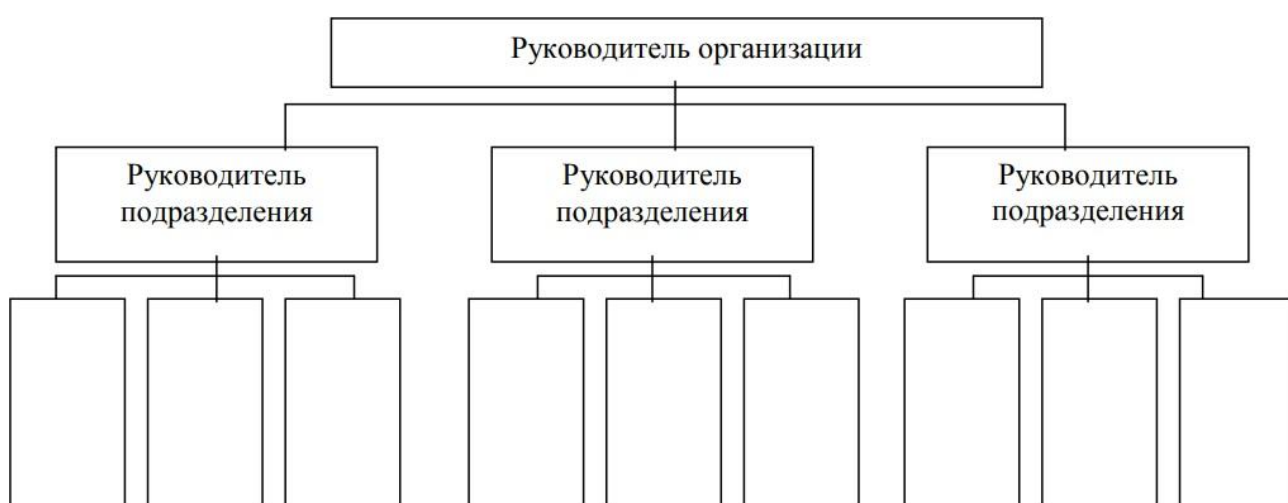 Руководитель организации
Руководитель
подразделения
Руководитель
подразделения
Руководитель
подразделения